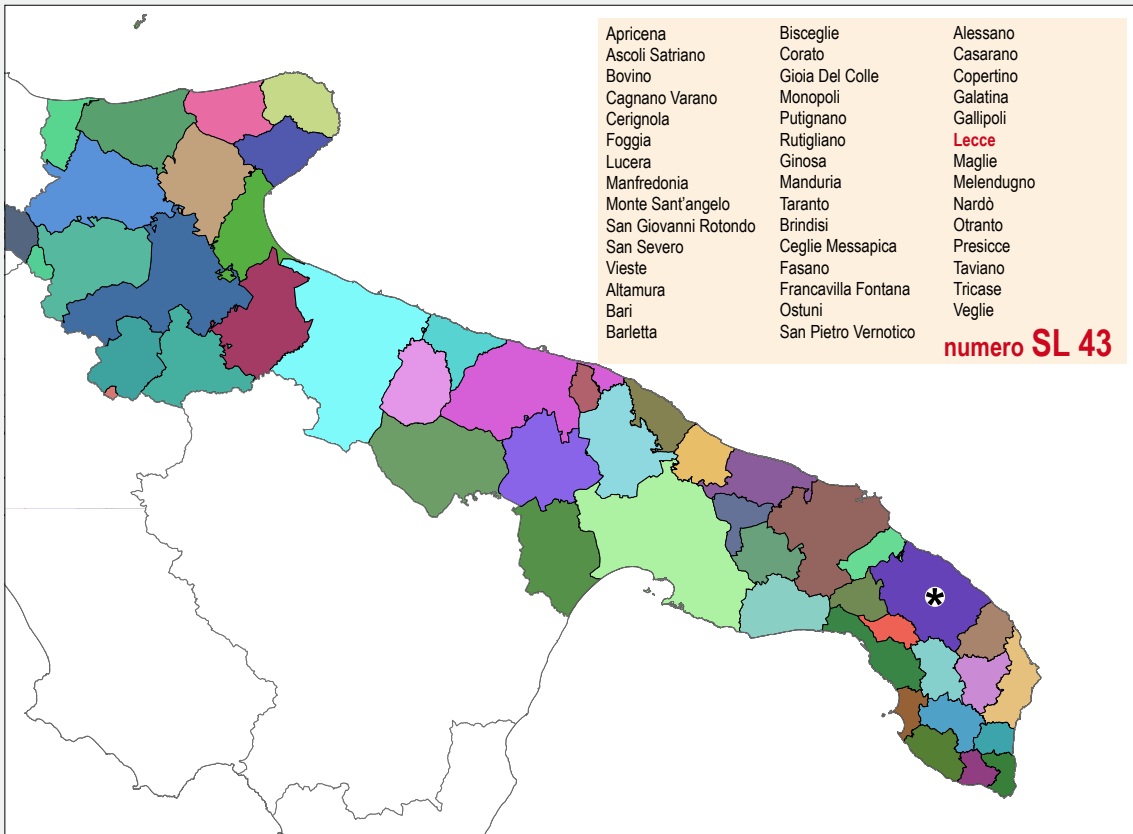 Apricena
Ascoli Satriano
Bovino
Cagnano Varano
Cerignola
Foggia
Lucera
Manfredonia
Monte Sant'angelo
San Giovanni Rotondo
San Severo
Vieste
Altamura
Bari
Barletta
Bisceglie
Corato
Gioia Del Colle
Monopoli
Putignano
Rutigliano
Ginosa
Manduria
Taranto
Brindisi
Ceglie Messapica
Fasano
Francavilla Fontana
Ostuni
San Pietro Vernotico
Alessano
Casarano
Copertino
Galatina
Gallipoli
Lecce
Maglie
Melendugno
Nardò
Otranto
Presicce
Taviano
Tricase
Veglie
numero SL 43
*